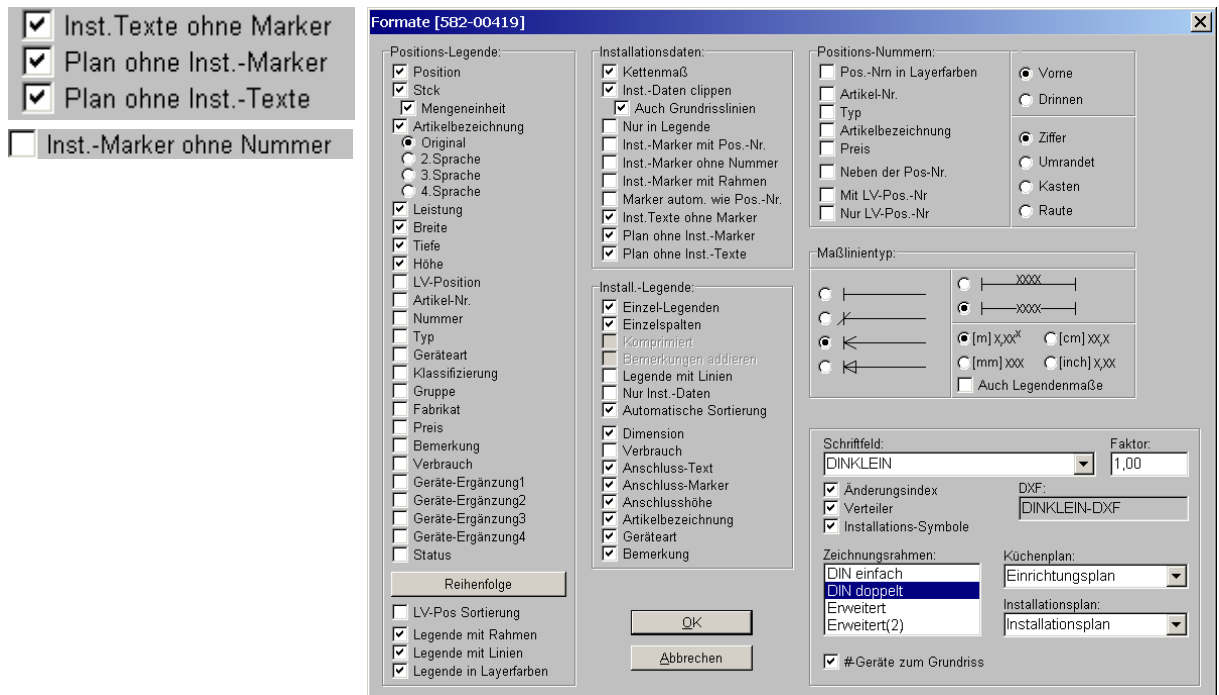 Inst.Texte ohne Marker
Plan ohne Inst.-Marker
Plan ohne Inst.-Texte
Inst.-Marker ohne Nummer
Formate [582-00419]
Positions-Legende:
Position
Stck
Mengeneinheit
Artikelbezeichnung
Original
2.Sprache
3.Sprache
4.Sprache
Leistung
Breite
Tiefe
Höhe
LV-Position
Artikel-Nr.
Nummer
Typ
Geräteart
Klassifizierung
Gruppe
Fabrikat
Preis
Bemerkung
Verbrauch
Geräte-Ergänzung1
Geräte-Ergänzung2
Geräte-Ergänzung3
Geräte-Ergänzung4
Status
Reihenfolge
LV-Pos Sortierung
Legende mit Rahmen
Legende mit Linien
Legende in Layerfarben
Installationsdaten:
Kettenmaß
Inst.-Daten clippen
Auch Grundrisslinien
Nur in Legende
Inst.-Marker mit Pos.-Nr.
Inst.-Marker ohne Nummer
Inst.-Marker mit Rahmen
Marker autom. wie Pos.-Nr.
Inst.Texte ohne Marker
Plan ohne Inst.-Marker
Plan ohne Inst.-Texte
Install.-Legende:
Einzel-Legenden
Einzelspalten
Komprimiert
Bemerkungen addieren
Legende mit Linien
Nur Inst.-Daten
Automatische Sortierung
Dimension
Verbrauch
Anschluss-Text
Anschluss-Marker
Anschlusshöhe
Artikelbezeichnung
Geräteart
Bemerkung
OK
Abbrechen
Positions-Nummern:
Pos.-Nrn in Layerfarben
Artikel-Nr.
Typ
Artikelbezeichnung
Preis
Neben der Pos-Nr.
Mit LV-Pos.-Nr
Nur LV-Pos.-Nr
Vorne
Drinnen
Ziffer
Umrandet
Kasten
Raute
Maßlinientyp:
XXXX
XXXX
[m] X,XXˣ [cm] XX,X
[mm] XXX [inch] X,XX
Auch Legendenmaße
Schriftfeld: Faktor:
DINKLEIN 1,00
Änderungsindex
Verteiler
Installations-Symbole
DXF:
DINKLEIN-DXF
Zeichnungsrahmen:
DIN einfach
DIN doppelt
Erweitert
Erweitert(2)
Küchenplan:
Einrichtungsplan
Installationsplan:
Installationsplan
#-Geräte zum Grundriss